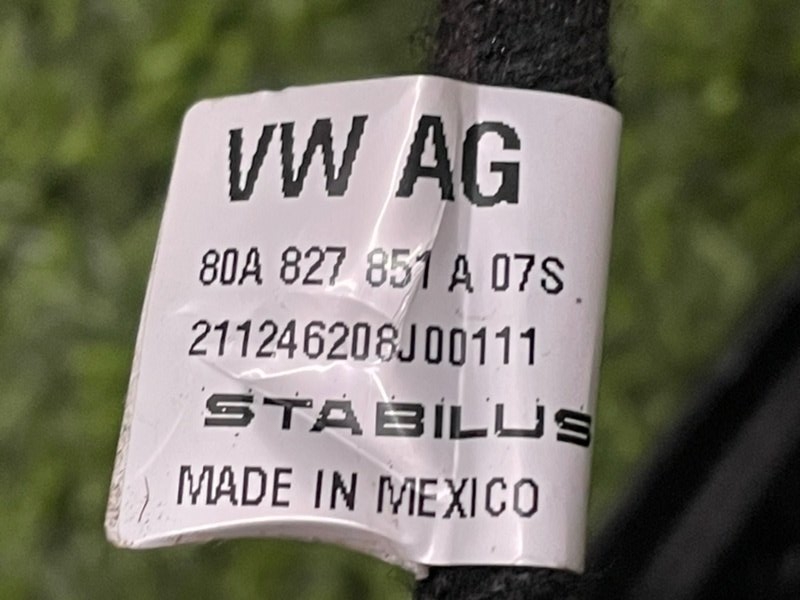 VW AG
80A 827 851 A 07S
211246208J00111
STABILUS
MADE IN MEXICO